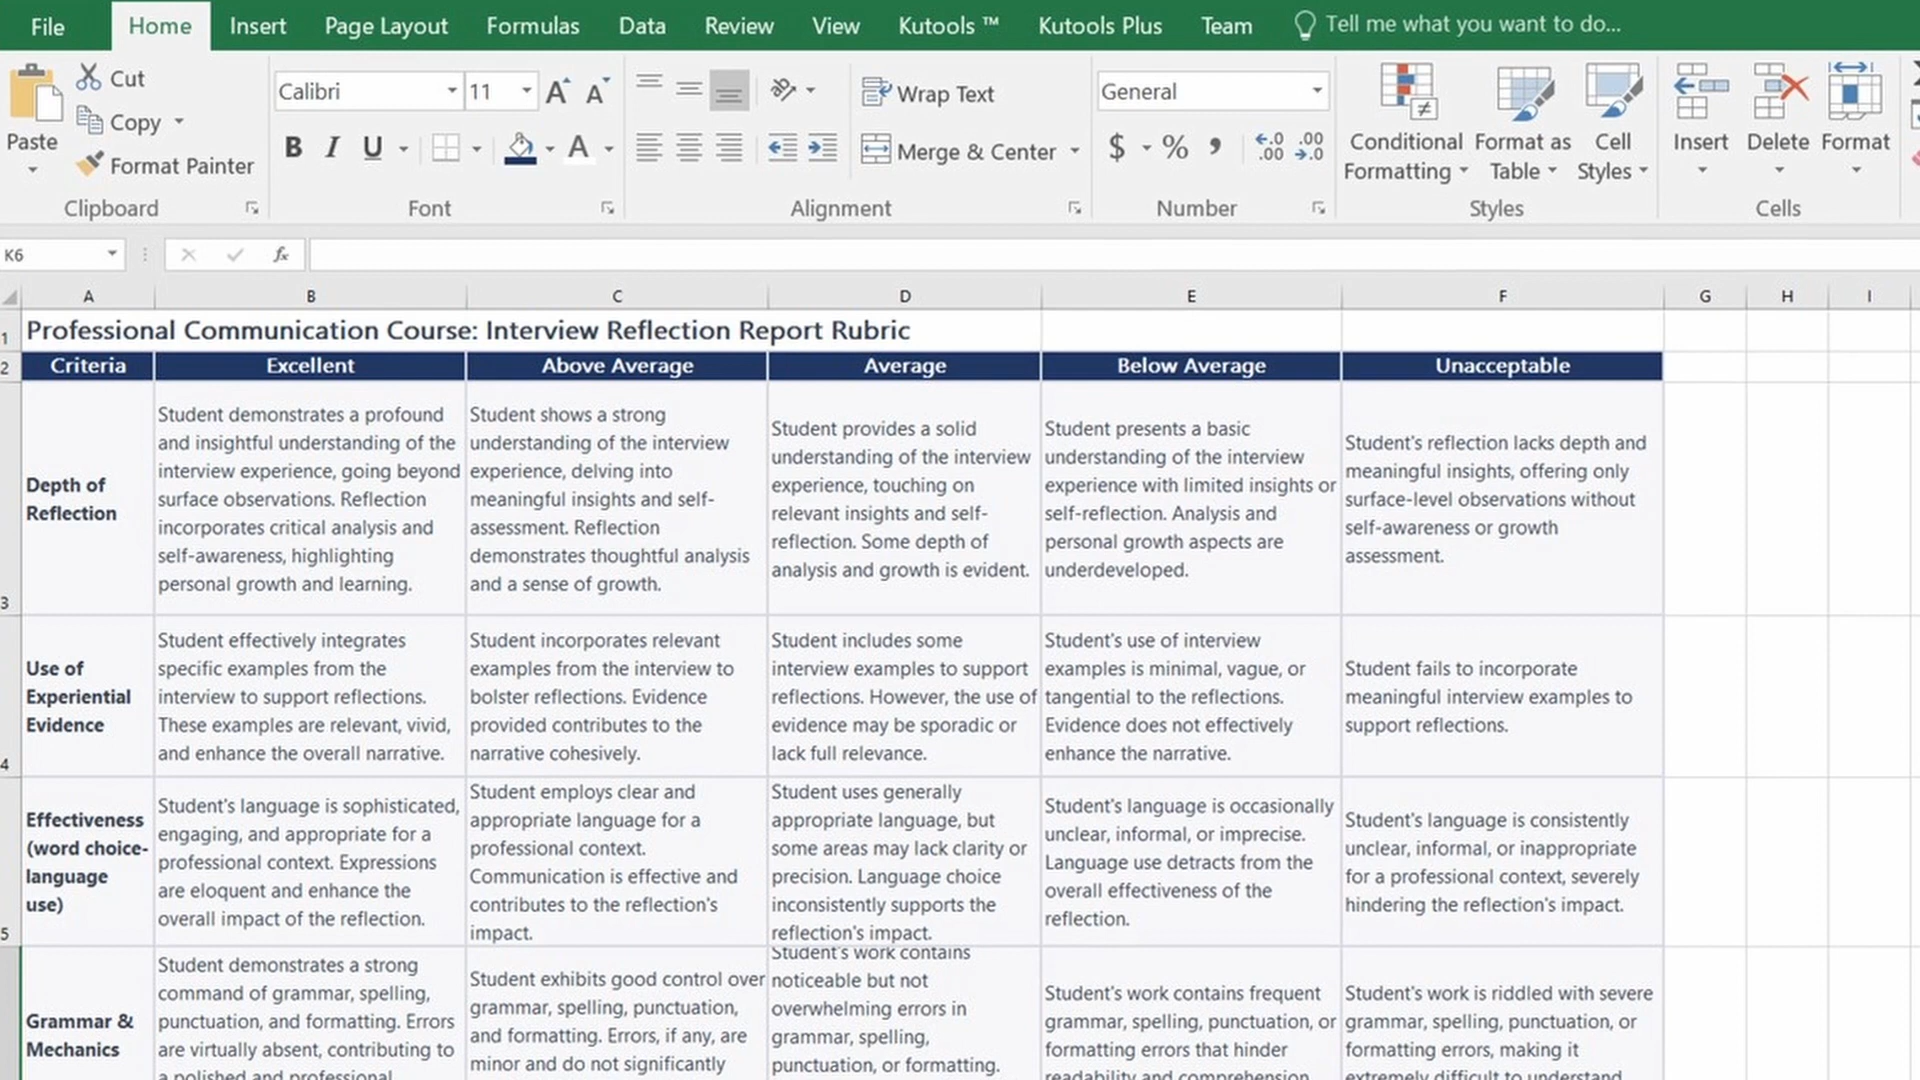 File Home Insert Page Layout Formulas Data Review View Kutools ™ Kutools Plus Team Tell me what you want to do...
Paste
Cut
Copy
Format Painter
Clipboard
Calibri 11
B I U A
Font
Wrap Text
Merge & Center
Alignment
General
$ % ,
Number
Conditional Formatting
Format as Table
Cell Styles
Styles
Insert Delete Format
Cells
K6
fx
A B C D E F G H I
1 Professional Communication Course: Interview Reflection Report Rubric
2 Criteria Excellent Above Average Average Below Average Unacceptable
3
Depth of
Reflection
Student demonstrates a profound
and insightful understanding of the
interview experience, going beyond
surface observations. Reflection
incorporates critical analysis and
self-awareness, highlighting
personal growth and learning.
Student shows a strong
understanding of the interview
experience, delving into
meaningful insights and self-
assessment. Reflection
demonstrates thoughtful analysis
and a sense of growth.
Student provides a solid
understanding of the interview
experience, touching on
relevant insights and self-
reflection. Some depth of
analysis and growth is evident.
Student presents a basic
understanding of the interview
experience with limited insights or
self-reflection. Analysis and
personal growth aspects are
underdeveloped.
Student's reflection lacks depth and
meaningful insights, offering only
surface-level observations without
self-awareness or growth
assessment.
4
Use of
Experiential
Evidence
Student effectively integrates
specific examples from the
interview to support reflections.
These examples are relevant, vivid,
and enhance the overall narrative.
Student incorporates relevant
examples from the interview to
bolster reflections. Evidence
provided contributes to the
narrative cohesively.
Student includes some
interview examples to support
reflections. However, the use of
evidence may be sporadic or
lack full relevance.
Student's use of interview
examples is minimal, vague, or
tangential to the reflections.
Evidence does not effectively
enhance the narrative.
Student fails to incorporate
meaningful interview examples to
support reflections.
5
Effectiveness
(word choice-
language
use)
Student's language is sophisticated,
engaging, and appropriate for a
professional context. Expressions
are eloquent and enhance the
overall impact of the reflection.
Student employs clear and
appropriate language for a
professional context.
Communication is effective and
contributes to the reflection's
impact.
Student uses generally
appropriate language, but
some areas may lack clarity or
precision. Language choice
inconsistently supports the
reflection's impact.
Student's language is occasionally
unclear, informal, or imprecise.
Language use detracts from the
overall effectiveness of the
reflection.
Student's language is consistently
unclear, informal, or inappropriate
for a professional context, severely
hindering the reflection's impact.
Grammar &
Mechanics
Student demonstrates a strong
command of grammar, spelling,
punctuation, and formatting. Errors
are virtually absent, contributing to
a polished and professional
Student exhibits good control over
grammar, spelling, punctuation,
and formatting. Errors, if any, are
minor and do not significantly
Student's work contains
noticeable but not
overwhelming errors in
grammar, spelling,
punctuation, or formatting.
Student's work contains frequent
grammar, spelling, punctuation, or
formatting errors that hinder
readability and comprehension
Student's work is riddled with severe
grammar, spelling, punctuation, or
formatting errors, making it
extremely difficult to understand